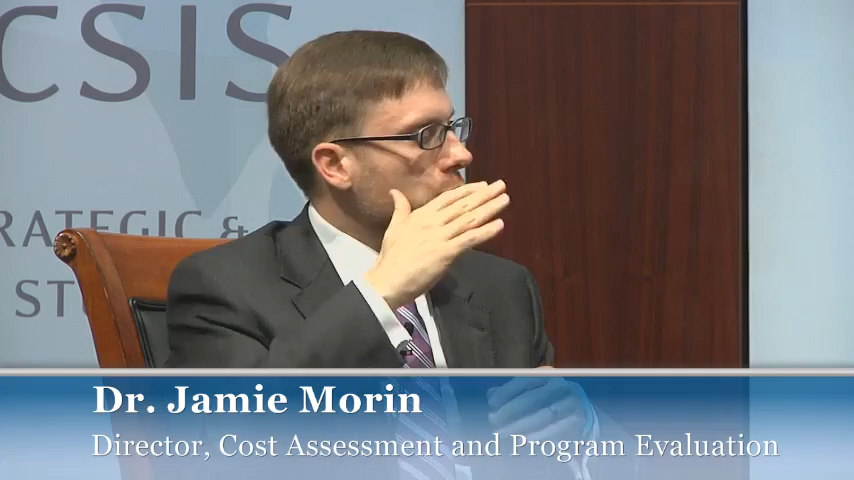 CSIS
RATEGIC &
ST
Dr. Jamie Morin
Director, Cost Assessment and Program Evaluation